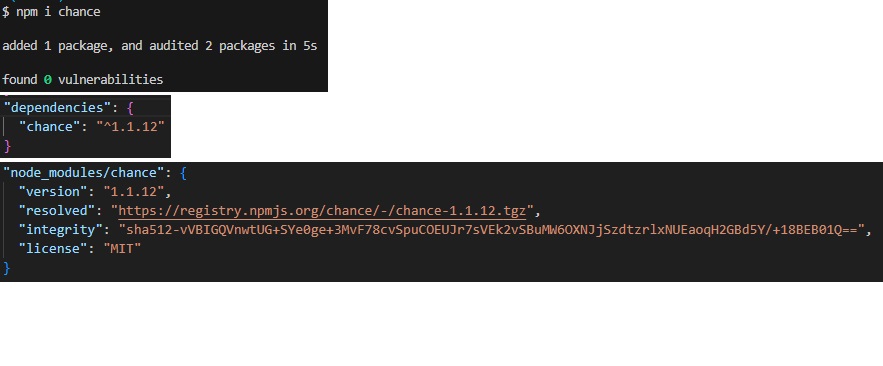 $ npm i chance
added 1 package, and audited 2 packages in 5s
found 0 vulnerabilities
"dependencies": {
"chance": "^1.1.12"
}
"node_modules/chance": {
"version": "1.1.12",
"resolved": "https://registry.npmjs.org/chance/-/chance-1.1.12.tgz",
"integrity": "sha512-vVBIGQVnwtUG+SYe0ge+3MvF78cvSpuCOEUJr7sVEk2vSBuMW6OXNJjSzdtzrlxNUEaoqH2GBd5Y/+18BEB01Q==",
"license": "MIT"
}